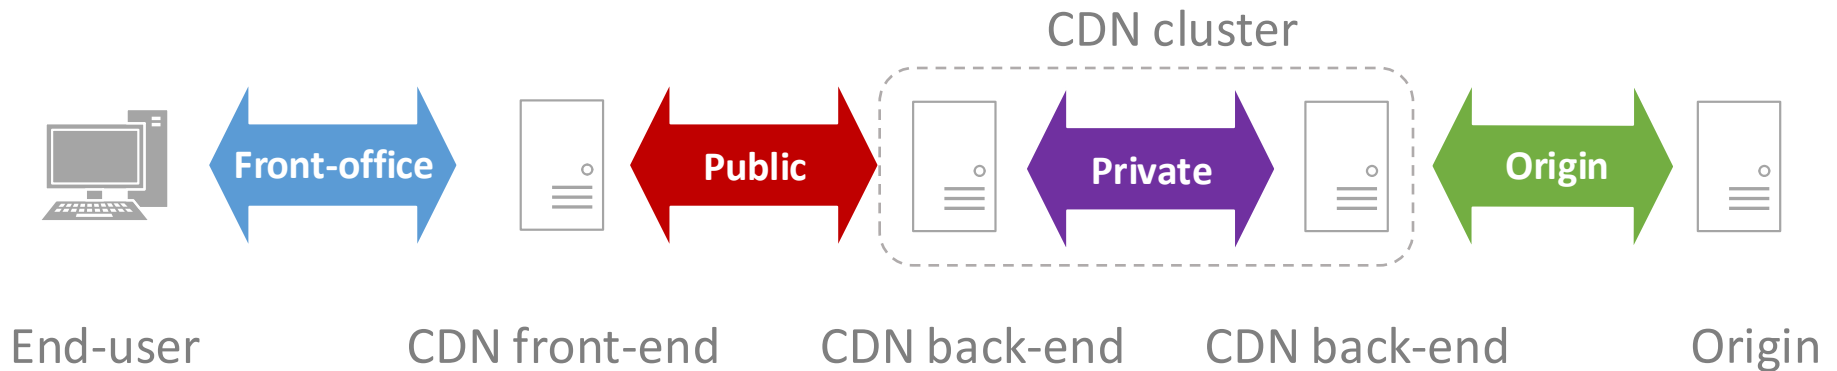 CDN cluster
Front-office
Public
Private
Origin
End-user
CDN front-end
CDN back-end
CDN back-end
Origin